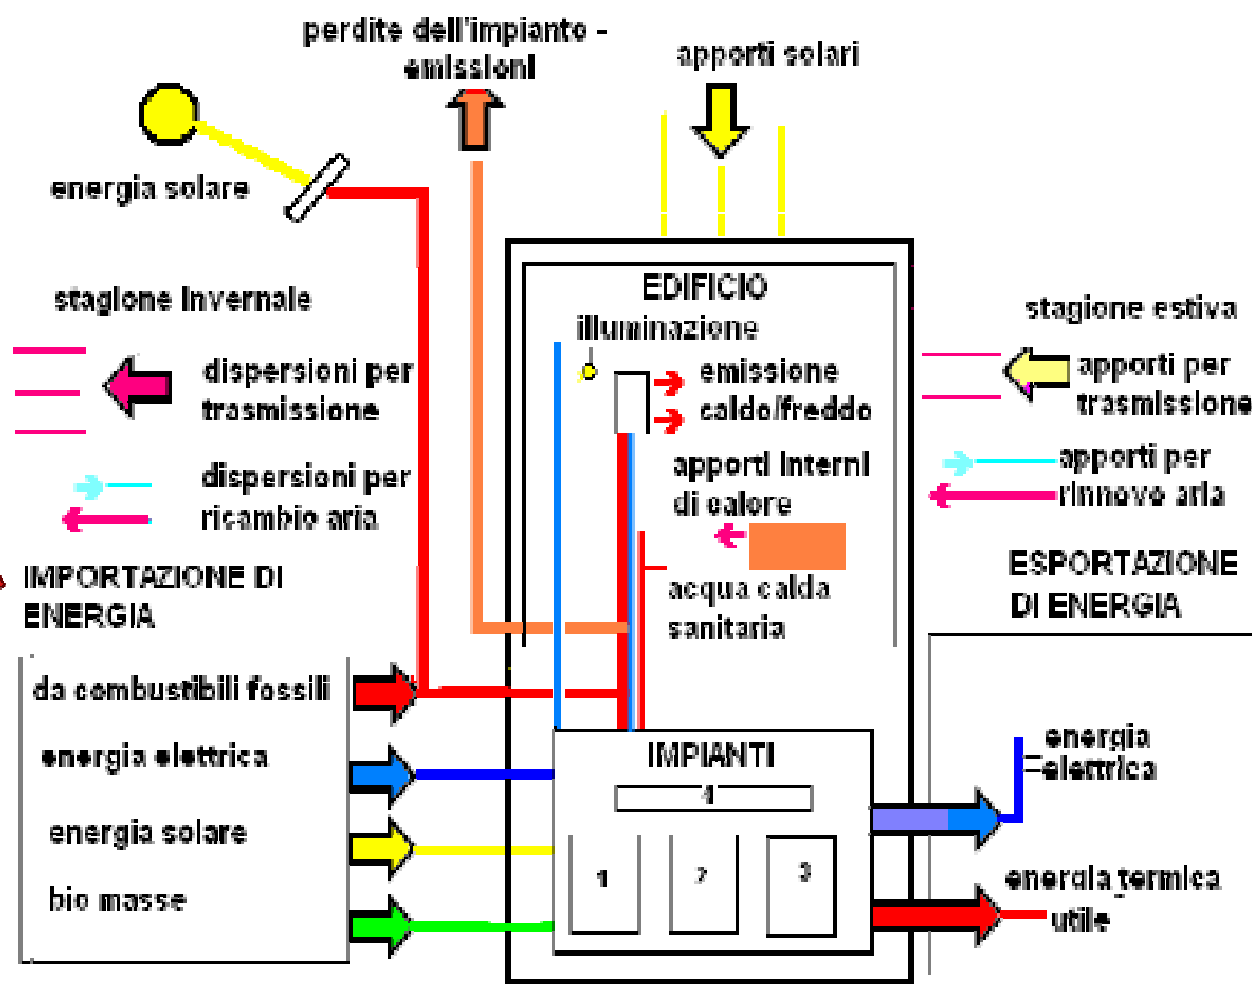 perdite dell'impianto -
emissioni
apporti solari
energia solare
EDIFICIO
illuminazione
stagione invernale
stagione estiva
dispersioni per
trasmissione
emissione
caldo/freddo
apporti per
trasmissione
apporti interni
di calore
dispersioni per
ricambio aria
apporti per
rinnovo aria
acqua calda
sanitaria
IMPORTAZIONE DI
ENERGIA
ESPORTAZIONE
DI ENERGIA
da combustibili fossili
energia elettrica
energia solare
bio masse
IMPIANTI
4
1
2
3
energia
elettrica
energia termica
utile